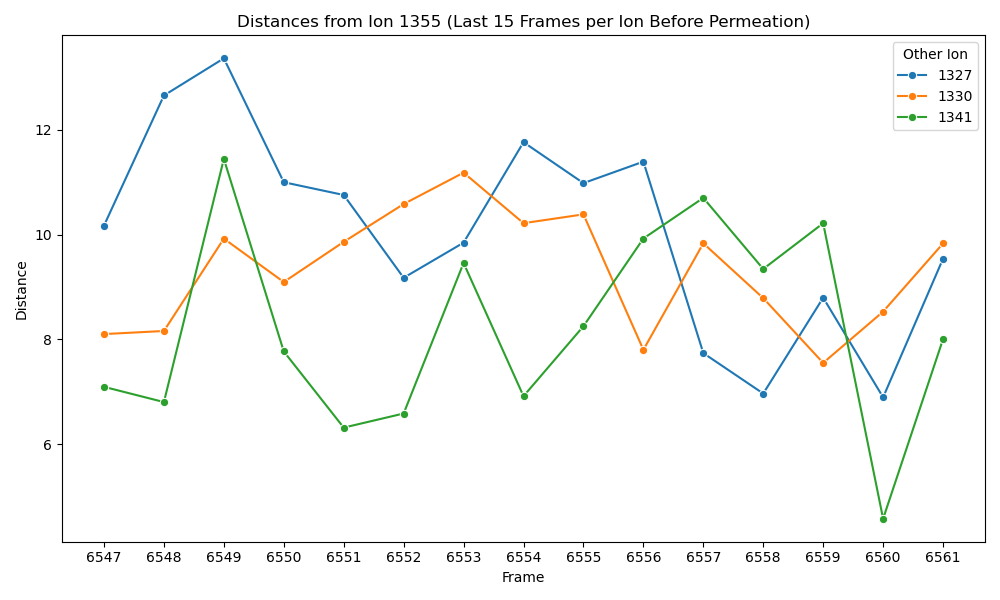 Distances from Ion 1355 (Last 15 Frames per Ion Before Permeation)
Other Ion
1327
1330
1341
12
10
8
6
Distance
6547 6548 6549 6550 6551 6552 6553 6554 6555 6556 6557 6558 6559 6560 6561
Frame